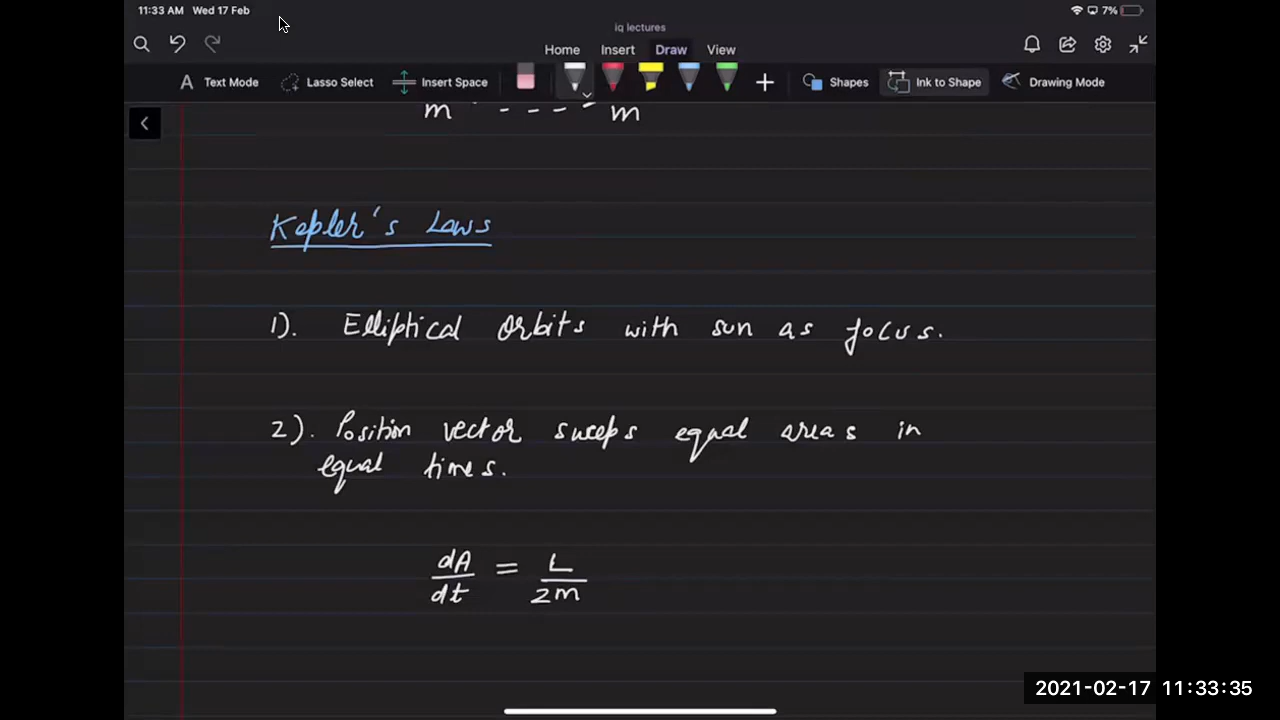 11:33 AM Wed 17 Feb
7%
iq lectures
Home Insert Draw View
Text Mode Lasso Select Insert Space Shapes Ink to Shape Drawing Mode
m - - - - m
Kepler's Laws
1). Elliptical Orbits with sun as focus.
2). Position vector sweeps equal areas in
equal times.
dA/dt = L/2m
2021-02-17 11:33:35